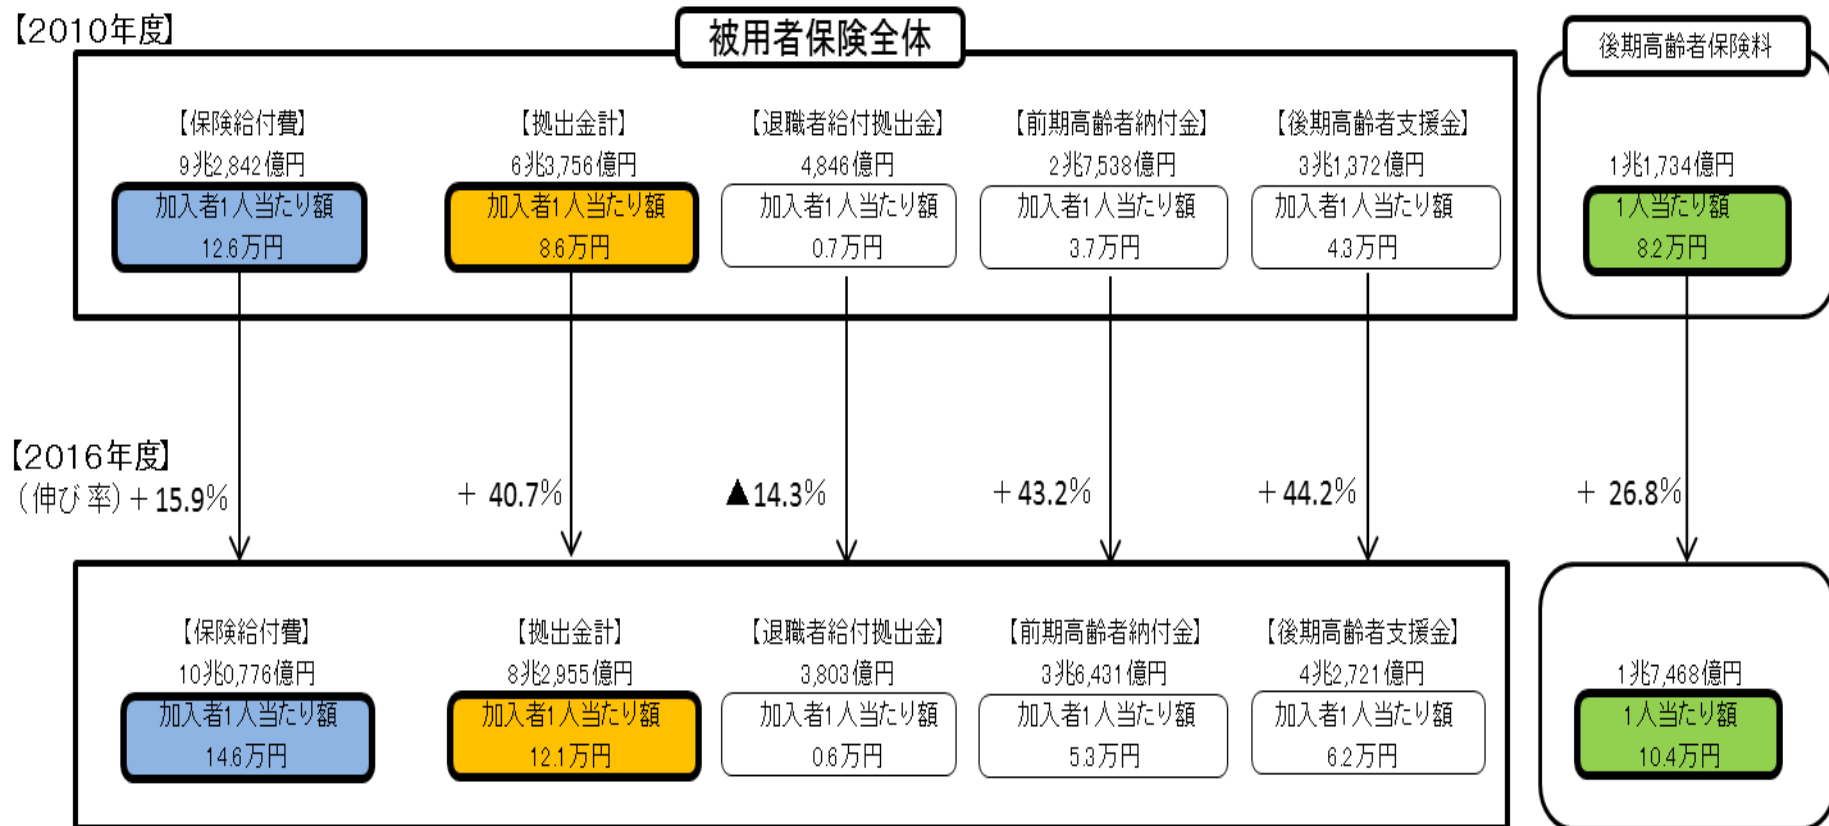 【2010年度】
被用者保険全体
後期高齢者保険料
【保険給付費】
9兆2,842億円
加入者1人当たり額
12.6万円
【拠出金計】
6兆3,756億円
加入者1人当たり額
8.6万円
【退職者給付拠出金】
4,846億円
加入者1人当たり額
0.7万円
【前期高齢者納付金】
2兆7,538億円
加入者1人当たり額
3.7万円
【後期高齢者支援金】
3兆1,372億円
加入者1人当たり額
4.3万円
1兆1,734億円
1人当たり額
8.2万円
【2016年度】
(伸び率)+15.9%
+ 40.7%
▲14.3%
+43.2%
+44.2%
+ 26.8%
【保険給付費】
10兆0,776億円
加入者1人当たり額
14.6万円
【拠出金計】
8兆2,955億円
加入者1人当たり額
12.1万円
【退職者給付拠出金】
3,803億円
加入者1人当たり額
0.6万円
【前期高齢者納付金】
3兆6,431億円
加入者1人当たり額
5.3万円
【後期高齢者支援金】
4兆2,721億円
加入者1人当たり額
6.2万円
1兆7,468億円
1人当たり額
10.4万円